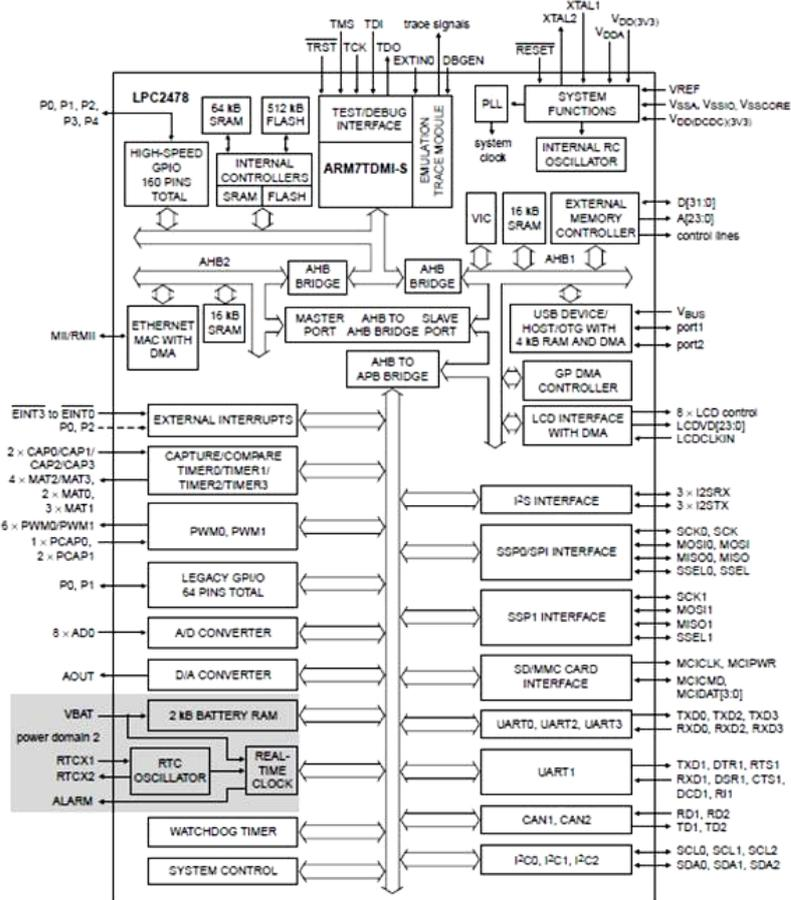 XTAL1
XTAL2
VDD(3V3)
VDDA
RESET
TMS TDI trace signals
TRST TCK TDO
EXTIN0 DBGEN
LPC2478
P0, P1, P2,
P3, P4
64 kB
SRAM
512 kB
FLASH
TEST/DEBUG
INTERFACE
EMULATION
TRACE MODULE
ARM7TDMI-S
PLL
system
clock
SYSTEM
FUNCTIONS
VREF
VSSA, VSSIO, VSSCORE
VDD(DCDC)(3V3)
INTERNAL RC
OSCILLATOR
HIGH-SPEED
GPIO
160 PINS
TOTAL
INTERNAL
CONTROLLERS
SRAM FLASH
VIC
16 kB
SRAM
EXTERNAL
MEMORY
CONTROLLER
D[31:0]
A[23:0]
control lines
AHB2
AHB
BRIDGE
AHB
BRIDGE
AHB1
ETHERNET
MAC WITH
DMA
MII/RMII
16 kB
SRAM
MASTER AHB TO SLAVE
PORT AHB BRIDGE PORT
USB DEVICE/
HOST/OTG WITH
4 kB RAM AND DMA
VBUS
port1
port2
AHB TO
APB BRIDGE
GP DMA
CONTROLLER
LCD INTERFACE
WITH DMA
8 × LCD control
LCDVD[23:0]
LCDCLKIN
EINT3 to EINT0
P0, P2
EXTERNAL INTERRUPTS
2 × CAP0/CAP1/
CAP2/CAP3
4 × MAT2/MAT3,
2 × MAT0,
3 × MAT1
CAPTURE/COMPARE
TIMER0/TIMER1/
TIMER2/TIMER3
6 × PWM0/PWM1
1 × PCAP0,
2 × PCAP1
PWM0, PWM1
P0, P1
LEGACY GPI/O
64 PINS TOTAL
8 × AD0
A/D CONVERTER
AOUT
D/A CONVERTER
VBAT
2 kB BATTERY RAM
power domain 2
RTCX1
RTCX2
RTC
OSCILLATOR
REAL-
TIME
CLOCK
ALARM
WATCHDOG TIMER
SYSTEM CONTROL
I2S INTERFACE
3 × I2SRX
3 × I2STX
SSP0/SPI INTERFACE
SCK0, SCK
MOSI0, MOSI
MISO0, MISO
SSEL0, SSEL
SSP1 INTERFACE
SCK1
MOSI1
MISO1
SSEL1
SD/MMC CARD
INTERFACE
MCICLK, MCIPWR
MCICMD,
MCIDAT[3:0]
UART0, UART2, UART3
TXD0, TXD2, TXD3
RXD0, RXD2, RXD3
UART1
TXD1, DTR1, RTS1
RXD1, DSR1, CTS1,
DCD1, RI1
CAN1, CAN2
RD1, RD2
TD1, TD2
I2C0, I2C1, I2C2
SCL0, SCL1, SCL2
SDA0, SDA1, SDA2